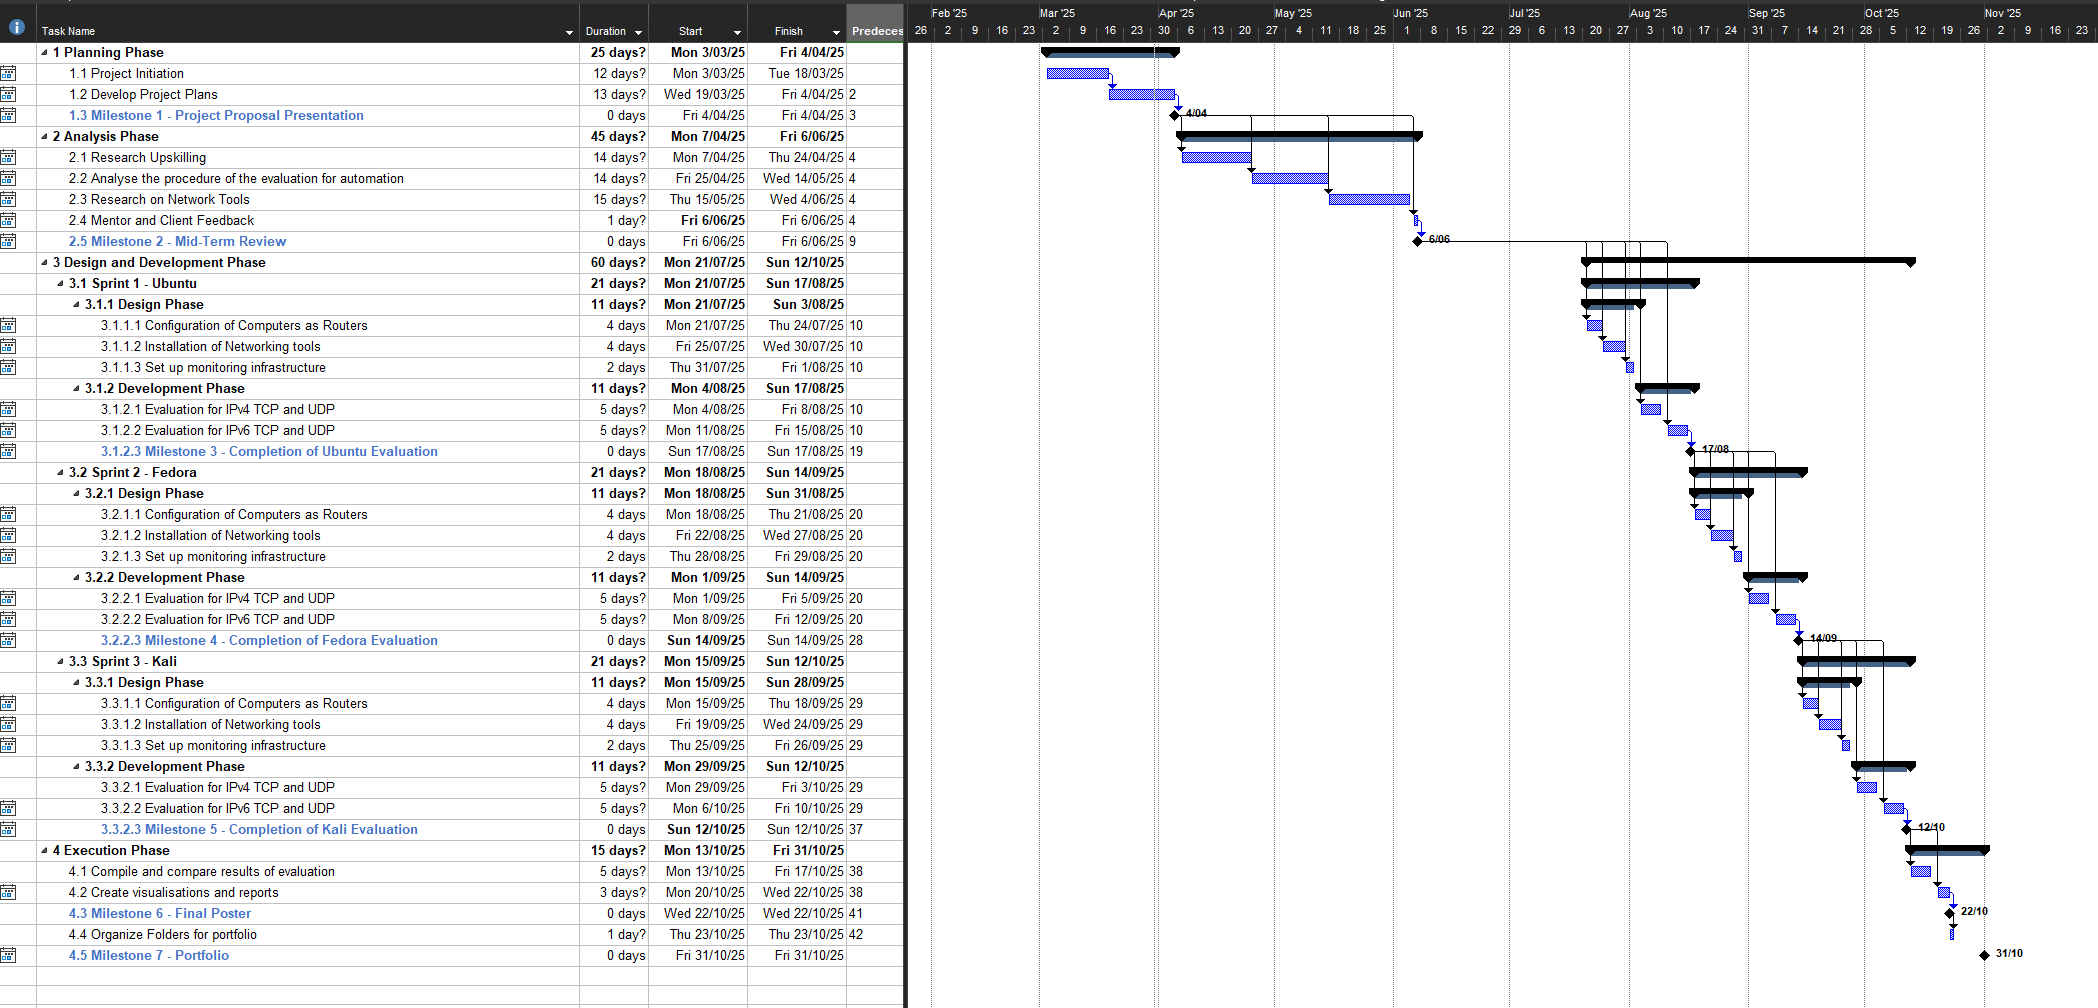 Task Name Duration Start Finish Predeces
Feb '25 Mar '25 Apr '25 May '25 Jun '25 Jul '25 Aug '25 Sep '25 Oct '25 Nov '25
26 2 9 16 23 2 9 16 23 30 6 13 20 27 4 11 18 25 1 8 15 22 29 6 13 20 27 3 10 17 24 31 7 14 21 28 5 12 19 26 2 9 16 23
1 Planning Phase 25 days? Mon 3/03/25 Fri 4/04/25
1.1 Project Initiation 12 days? Mon 3/03/25 Tue 18/03/25
1.2 Develop Project Plans 13 days? Wed 19/03/25 Fri 4/04/25 2
1.3 Milestone 1 - Project Proposal Presentation 0 days Fri 4/04/25 Fri 4/04/25 3 4/04
2 Analysis Phase 45 days? Mon 7/04/25 Fri 6/06/25
2.1 Research Upskilling 14 days? Mon 7/04/25 Thu 24/04/25 4
2.2 Analyse the procedure of the evaluation for automation 14 days? Fri 25/04/25 Wed 14/05/25 4
2.3 Research on Network Tools 15 days? Thu 15/05/25 Wed 4/06/25 4
2.4 Mentor and Client Feedback 1 day? Fri 6/06/25 Fri 6/06/25 4
2.5 Milestone 2 - Mid-Term Review 0 days Fri 6/06/25 Fri 6/06/25 9 6/06
3 Design and Development Phase 60 days? Mon 21/07/25 Sun 12/10/25
3.1 Sprint 1 - Ubuntu 21 days? Mon 21/07/25 Sun 17/08/25
3.1.1 Design Phase 11 days? Mon 21/07/25 Sun 3/08/25
3.1.1.1 Configuration of Computers as Routers 4 days Mon 21/07/25 Thu 24/07/25 10
3.1.1.2 Installation of Networking tools 4 days Fri 25/07/25 Wed 30/07/25 10
3.1.1.3 Set up monitoring infrastructure 2 days Thu 31/07/25 Fri 1/08/25 10
3.1.2 Development Phase 11 days? Mon 4/08/25 Sun 17/08/25
3.1.2.1 Evaluation for IPv4 TCP and UDP 5 days? Mon 4/08/25 Fri 8/08/25 10
3.1.2.2 Evaluation for IPv6 TCP and UDP 5 days? Mon 11/08/25 Fri 15/08/25 10
3.1.2.3 Milestone 3 - Completion of Ubuntu Evaluation 0 days Sun 17/08/25 Sun 17/08/25 19 17/08
3.2 Sprint 2 - Fedora 21 days? Mon 18/08/25 Sun 14/09/25
3.2.1 Design Phase 11 days? Mon 18/08/25 Sun 31/08/25
3.2.1.1 Configuration of Computers as Routers 4 days Mon 18/08/25 Thu 21/08/25 20
3.2.1.2 Installation of Networking tools 4 days Fri 22/08/25 Wed 27/08/25 20
3.2.1.3 Set up monitoring infrastructure 2 days Thu 28/08/25 Fri 29/08/25 20
3.2.2 Development Phase 11 days? Mon 1/09/25 Sun 14/09/25
3.2.2.1 Evaluation for IPv4 TCP and UDP 5 days? Mon 1/09/25 Fri 5/09/25 20
3.2.2.2 Evaluation for IPv6 TCP and UDP 5 days? Mon 8/09/25 Fri 12/09/25 20
3.2.2.3 Milestone 4 - Completion of Fedora Evaluation 0 days Sun 14/09/25 Sun 14/09/25 28 14/09
3.3 Sprint 3 - Kali 21 days? Mon 15/09/25 Sun 12/10/25
3.3.1 Design Phase 11 days? Mon 15/09/25 Sun 28/09/25
3.3.1.1 Configuration of Computers as Routers 4 days Mon 15/09/25 Thu 18/09/25 29
3.3.1.2 Installation of Networking tools 4 days Fri 19/09/25 Wed 24/09/25 29
3.3.1.3 Set up monitoring infrastructure 2 days Thu 25/09/25 Fri 26/09/25 29
3.3.2 Development Phase 11 days? Mon 29/09/25 Sun 12/10/25
3.3.2.1 Evaluation for IPv4 TCP and UDP 5 days? Mon 29/09/25 Fri 3/10/25 29
3.3.2.2 Evaluation for IPv6 TCP and UDP 5 days? Mon 6/10/25 Fri 10/10/25 29
3.3.2.3 Milestone 5 - Completion of Kali Evaluation 0 days Sun 12/10/25 Sun 12/10/25 37 12/10
4 Execution Phase 15 days? Mon 13/10/25 Fri 31/10/25
4.1 Compile and compare results of evaluation 5 days? Mon 13/10/25 Fri 17/10/25 38
4.2 Create visualisations and reports 3 days? Mon 20/10/25 Wed 22/10/25 38
4.3 Milestone 6 - Final Poster 0 days Wed 22/10/25 Wed 22/10/25 41 22/10
4.4 Organize Folders for portfolio 1 day? Thu 23/10/25 Thu 23/10/25 42
4.5 Milestone 7 - Portfolio 0 days Fri 31/10/25 Fri 31/10/25 31/10